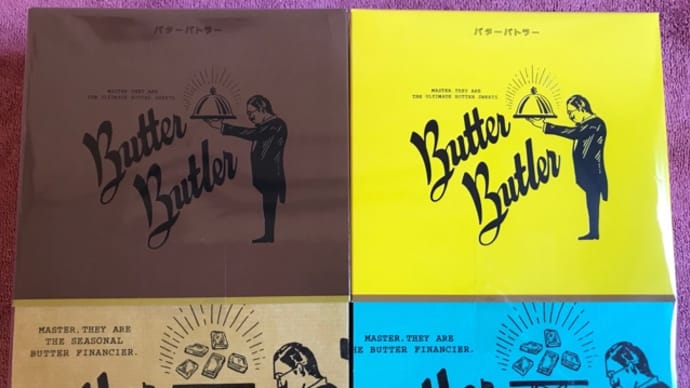 バターバトラー
MASTER, THEY ARE
THE ULTIMATE BUTTER SWEETS
Butter
Butler
バターバトラー
MASTER, THEY ARE
THE ULTIMATE BUTTER SWEETS
Butter
Butler
MASTER, THEY ARE
THE SEASONAL
BUTTER FINANCIER.
MASTER, THEY ARE
THE BUTTER FINANCIER.